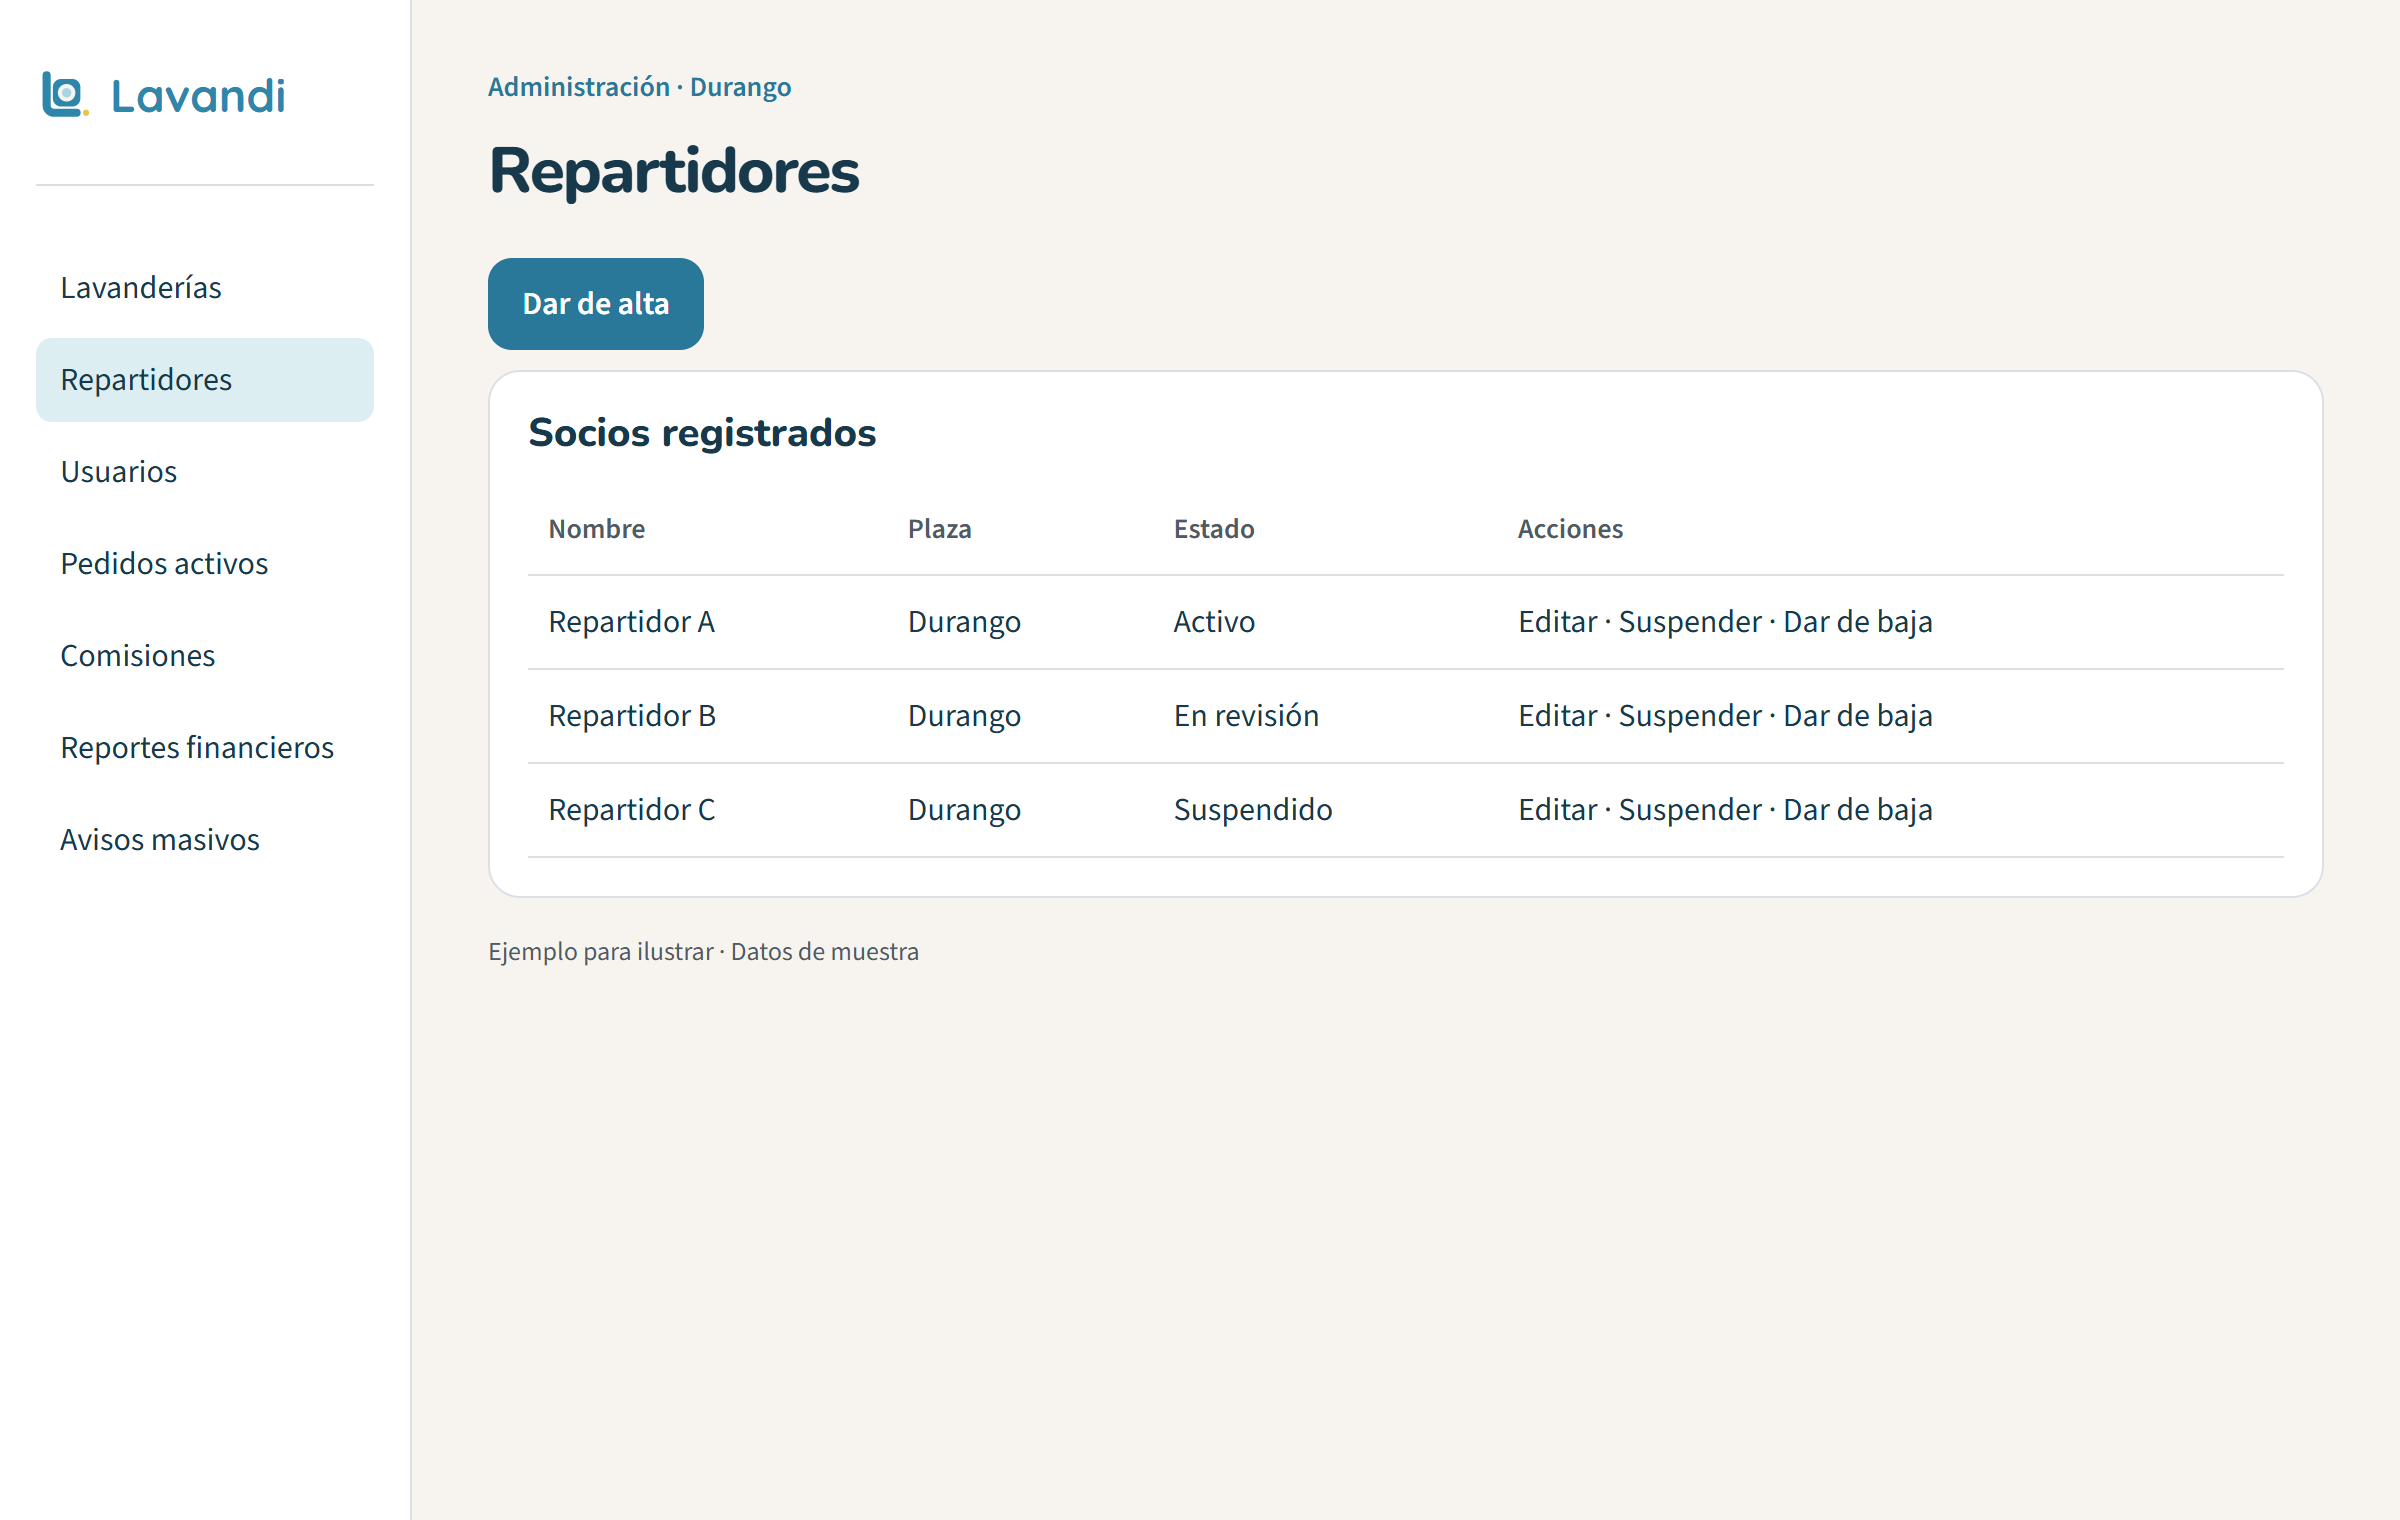 Lavandi
Lavanderías
Repartidores
Usuarios
Pedidos activos
Comisiones
Reportes financieros
Avisos masivos
Administración · Durango
Repartidores
Dar de alta
Socios registrados
Nombre Plaza Estado Acciones
Repartidor A Durango Activo Editar · Suspender · Dar de baja
Repartidor B Durango En revisión Editar · Suspender · Dar de baja
Repartidor C Durango Suspendido Editar · Suspender · Dar de baja
Ejemplo para ilustrar · Datos de muestra